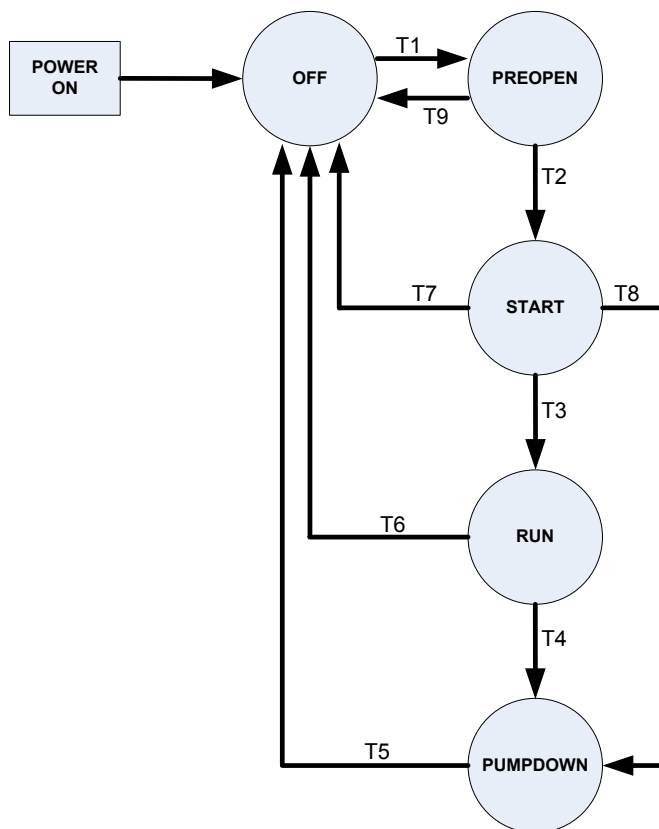 POWER
ON
OFF
T1
PREOPEN
T9
T2
T7
START
T8
T3
T6
RUN
T4
T5
PUMPDOWN